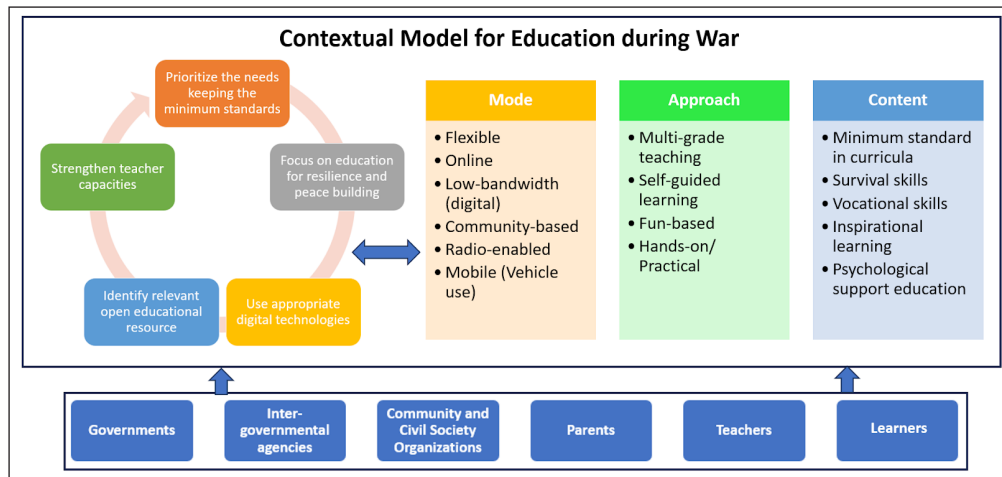 Contextual Model for Education during War
Prioritize the needs
keeping the
minimum standards
Focus on education
for resilience and
peace building
Use appropriate
digital technologies
Identify relevant
open educational
resource
Strengthen teacher
capacities
Mode
• Flexible
• Online
• Low-bandwidth
(digital)
• Community-based
• Radio-enabled
• Mobile (Vehicle
use)
Approach
• Multi-grade
teaching
• Self-guided
learning
• Fun-based
• Hands-on/
Practical
Content
• Minimum standard
in curricula
• Survival skills
• Vocational skills
• Inspirational
learning
• Psychological
support education
Governments
Inter-
governmental
agencies
Community and
Civil Society
Organizations
Parents
Teachers
Learners